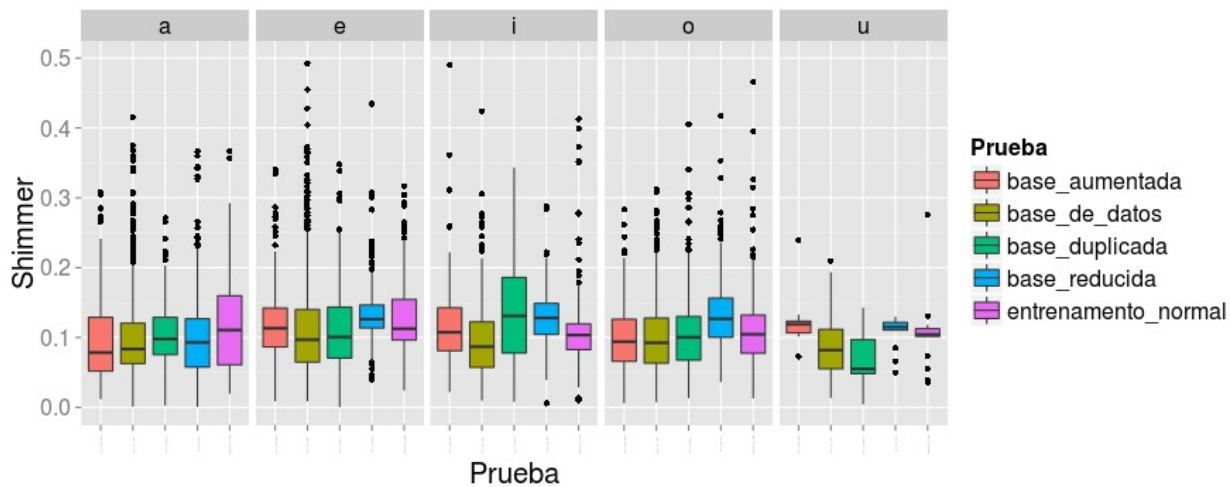 a e i o u
0.5
0.4
0.3
0.2
0.1
0.0
Shimmer
Prueba
Prueba
base_aumentada
base_de_datos
base_duplicada
base_reducida
entrenamento_normal